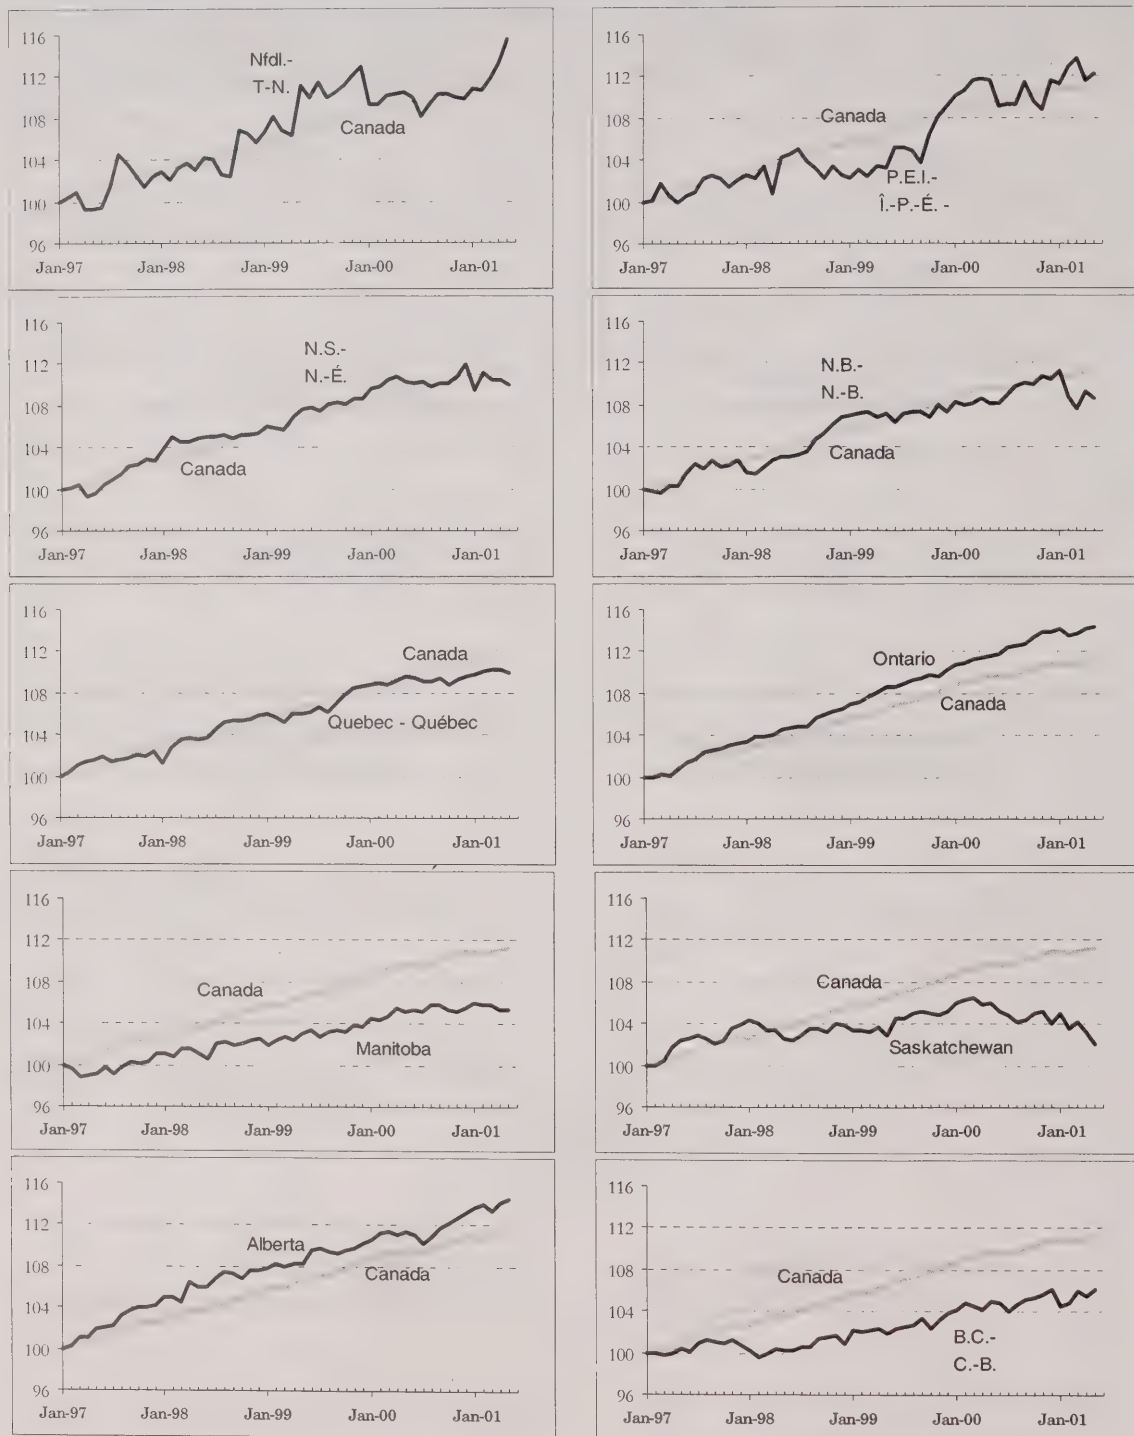 116
112
108
104
100
96
Nfdl.-
T-N.
Canada
Jan-97 Jan-98 Jan-99 Jan-00 Jan-01
116
112
108
104
100
96
Canada
P.E.I.-
Î.-P.-É. -
Jan-97 Jan-98 Jan-99 Jan-00 Jan-01
116
112
108
104
100
96
N.S.-
N.-É.
Canada
Jan-97 Jan-98 Jan-99 Jan-00 Jan-01
116
112
108
104
100
96
N.B.-
N.-B.
Canada
Jan-97 Jan-98 Jan-99 Jan-00 Jan-01
116
112
108
104
100
96
Canada
Quebec - Québec
Jan-97 Jan-98 Jan-99 Jan-00 Jan-01
116
112
108
104
100
96
Ontario
Canada
Jan-97 Jan-98 Jan-99 Jan-00 Jan-01
116
112
108
104
100
96
Canada
Manitoba
Jan-97 Jan-98 Jan-99 Jan-00 Jan-01
116
112
108
104
100
96
Canada
Saskatchewan
Jan-97 Jan-98 Jan-99 Jan-00 Jan-01
116
112
108
104
100
96
Alberta
Canada
Jan-97 Jan-98 Jan-99 Jan-00 Jan-01
116
112
108
104
100
96
Canada
B.C.-
C.-B.
Jan-97 Jan-98 Jan-99 Jan-00 Jan-01